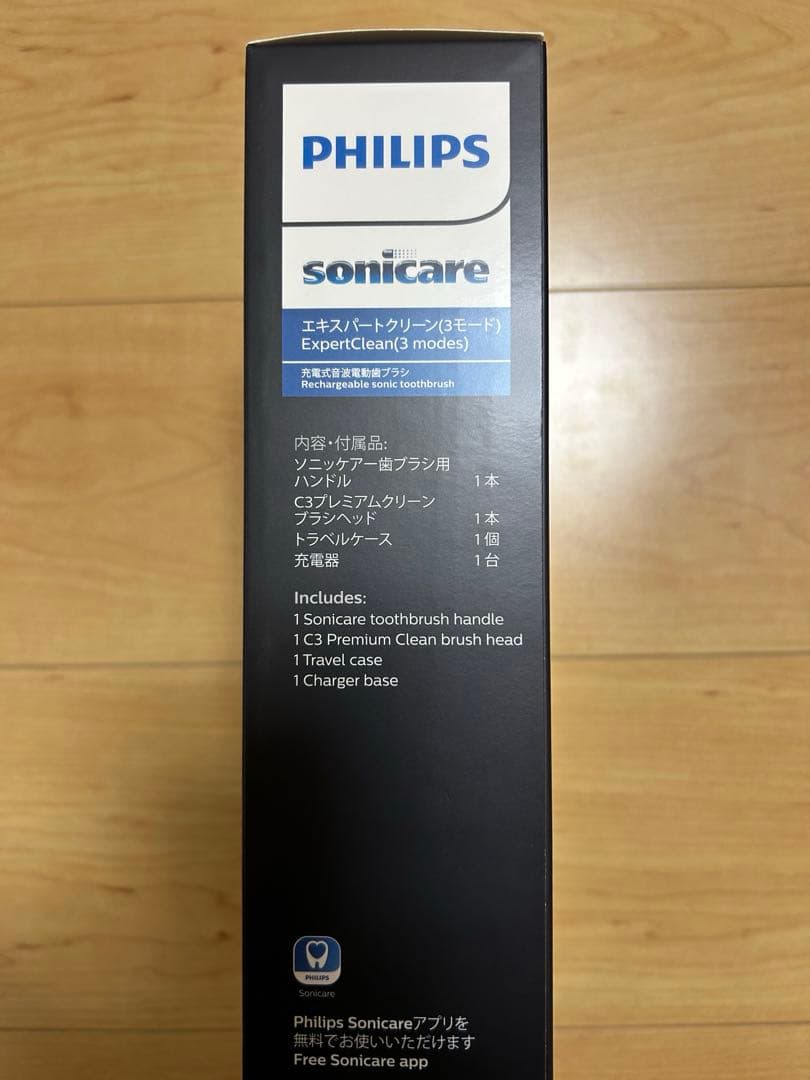 PHILIPS
sonicare
エキスパートクリーン(3モード)
ExpertClean(3 modes)
充電式音波電動歯ブラシ
Rechargeable sonic toothbrush
内容・付属品:
ソニッケアー歯ブラシ用
ハンドル 1本
C3プレミアムクリーン
ブラシヘッド 1本
トラベルケース 1個
充電器 1台
Includes:
1 Sonicare toothbrush handle
1 C3 Premium Clean brush head
1 Travel case
1 Charger base
PHILIPS
Sonicare
Philips Sonicareアプリを
無料でお使いいただけます
Free Sonicare app